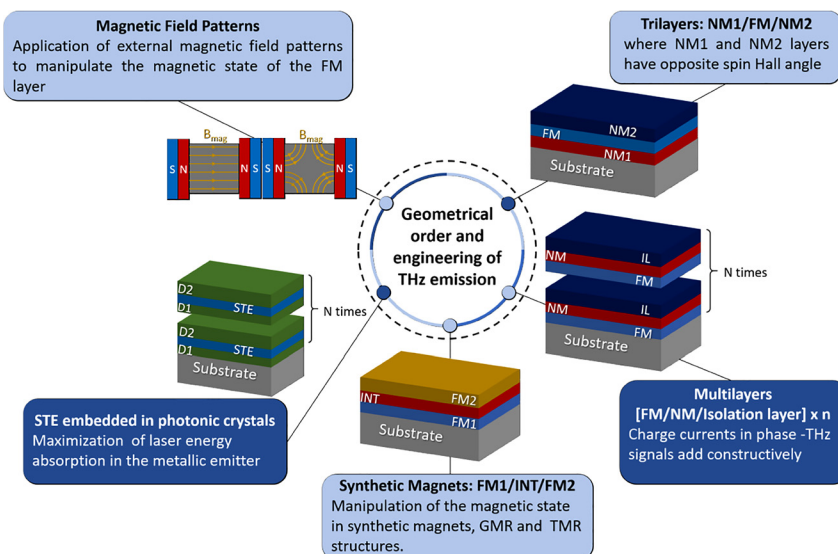 Magnetic Field Patterns
Application of external magnetic field patterns
to manipulate the magnetic state of the FM
layer
Trilayers: NM1/FM/NM2
where NM1 and NM2 layers
have opposite spin Hall angle
B mag
B mag
S
N
N
S
S
N
N
S
FM
NM2
NM1
Substrate
Geometrical
order and
engineering of
THz emission
NM
IL
FM
NM
IL
FM
Substrate
N times
D2
D1
STE
D2
D1
STE
Substrate
N times
INT
FM2
FM1
Substrate
STE embedded in photonic crystals
Maximization of laser energy
absorption in the metallic emitter
Multilayers
[FM/NM/Isolation layer] x n
Charge currents in phase -THz
signals add constructively
Synthetic Magnets: FM1/INT/FM2
Manipulation of the magnetic state
in synthetic magnets, GMR and TMR
structures.